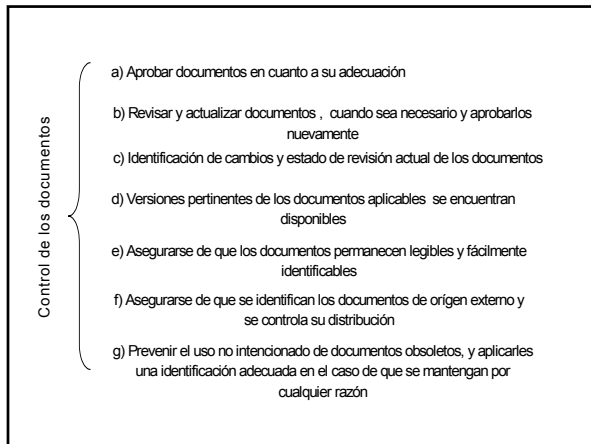 Control de los documentos
a) Aprobar documentos en cuanto a su adecuación
b) Revisar y actualizar documentos , cuando sea necesario y aprobarlos
nuevamente
c) Identificación de cambios y estado de revisión actual de los documentos
d) Versiones pertinentes de los documentos aplicables se encuentran
disponibles
e) Asegurarse de que los documentos permanecen legibles y fácilmente
identificables
f) Asegurarse de que se identifican los documentos de orígen externo y
se controla su distribución
g) Prevenir el uso no intencionado de documentos obsoletos, y aplicarles
una identificación adecuada en el caso de que se mantengan por
cualquier razón